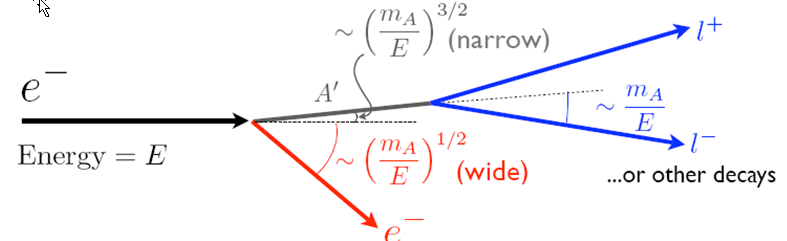 ∼ (m_A/E)^{3/2} (narrow)
l⁺
e⁻
A′
∼ m_A/E
Energy = E
∼ (m_A/E)^{1/2} (wide)
l⁻
...or other decays
e⁻